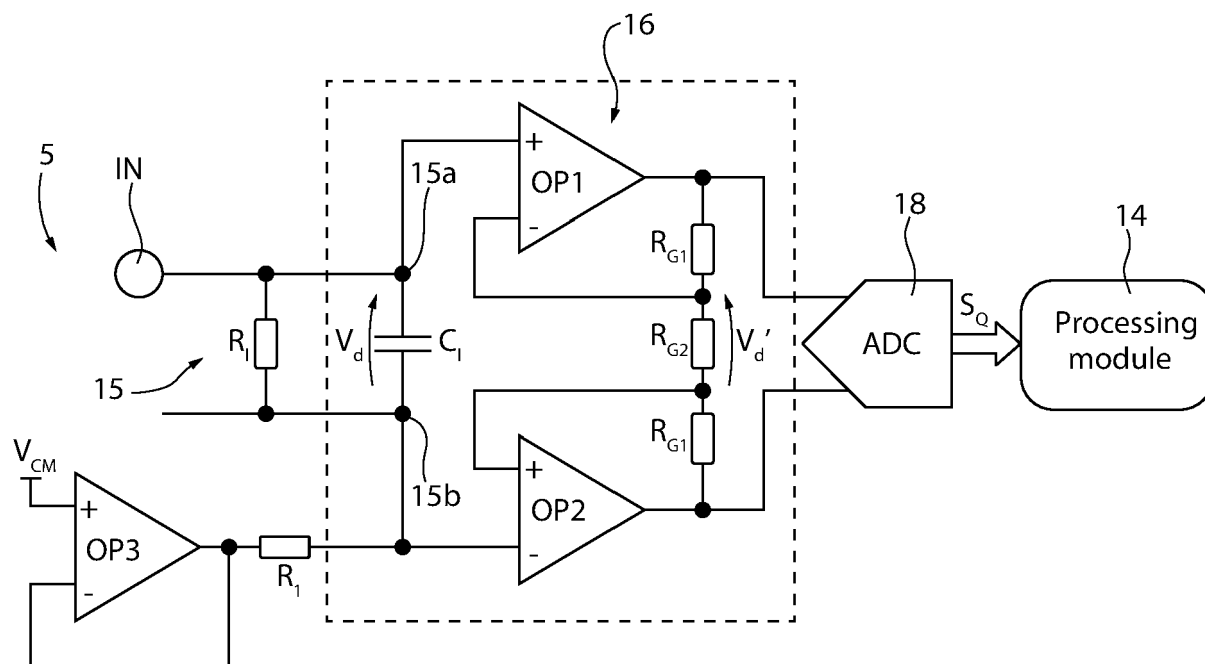 16
5
IN
15a
+
OP1
-
R_G1
18
14
S_Q
R_I
V_d
C_I
R_G2
V_d'
ADC
Processing
module
15
R_G1
V_CM
15b
+
OP2
-
+
OP3
-
R_1